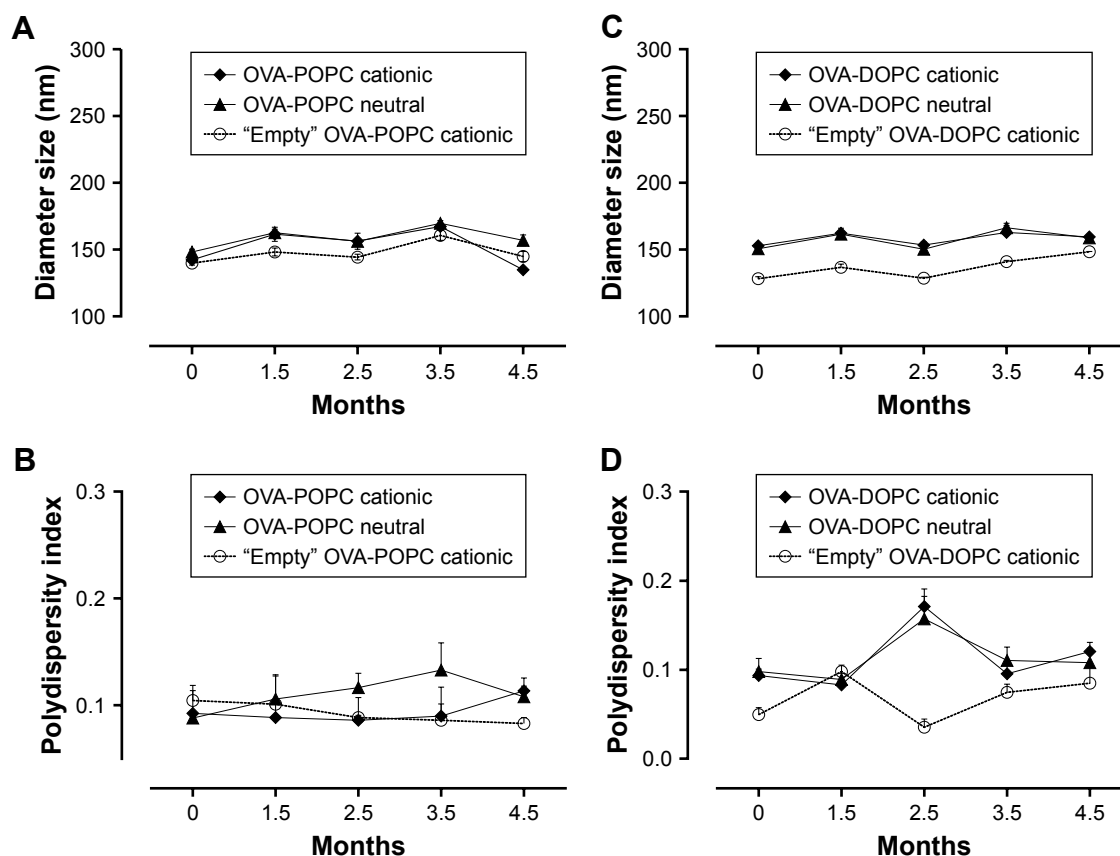 A
Diameter size (nm)
300
250
200
150
100
OVA-POPC cationic
OVA-POPC neutral
“Empty” OVA-POPC cationic
0 1.5 2.5 3.5 4.5
Months
C
Diameter size (nm)
300
250
200
150
100
OVA-DOPC cationic
OVA-DOPC neutral
“Empty” OVA-DOPC cationic
0 1.5 2.5 3.5 4.5
Months
B
Polydispersity index
0.3
0.2
0.1
OVA-POPC cationic
OVA-POPC neutral
“Empty” OVA-POPC cationic
0 1.5 2.5 3.5 4.5
Months
D
Polydispersity index
0.3
0.2
0.1
0.0
OVA-DOPC cationic
OVA-DOPC neutral
“Empty” OVA-DOPC cationic
0 1.5 2.5 3.5 4.5
Months